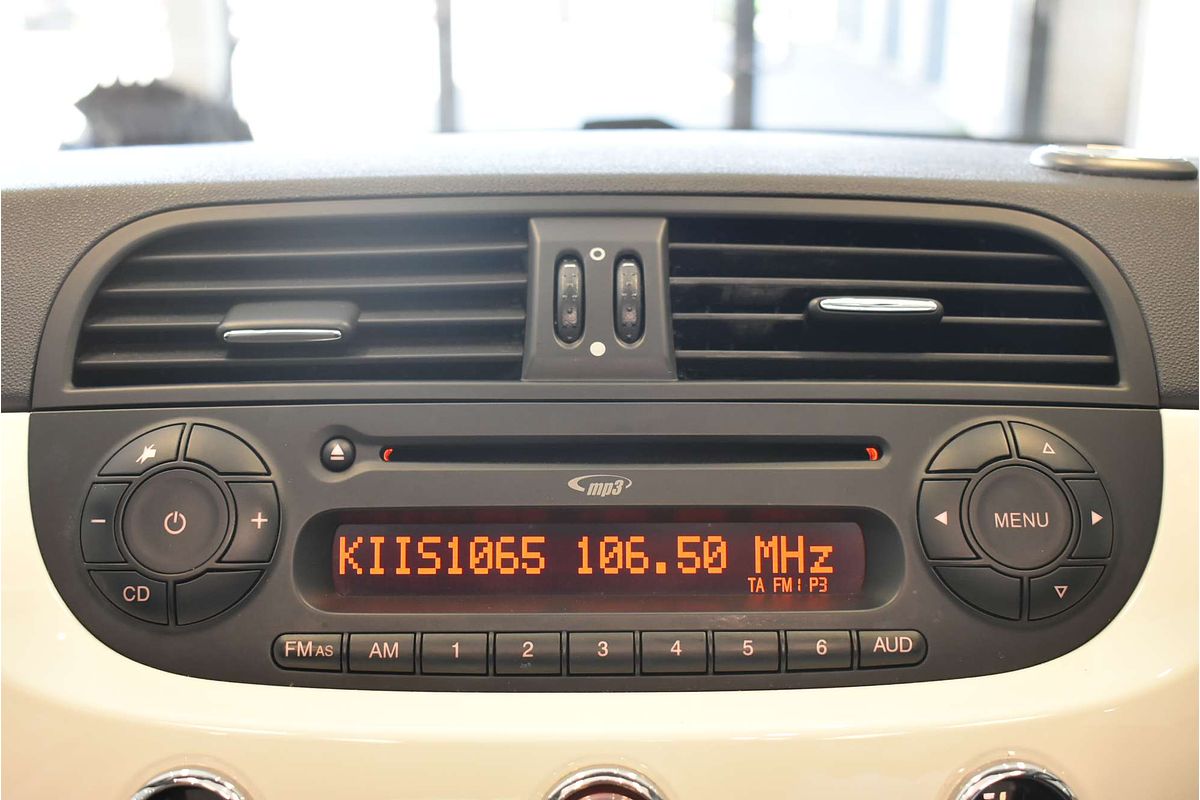 mp3
KIIS1065 106.50 MHz
TA FM1 P3
MENU
CD
FM AS AM 1 2 3 4 5 6 AUD